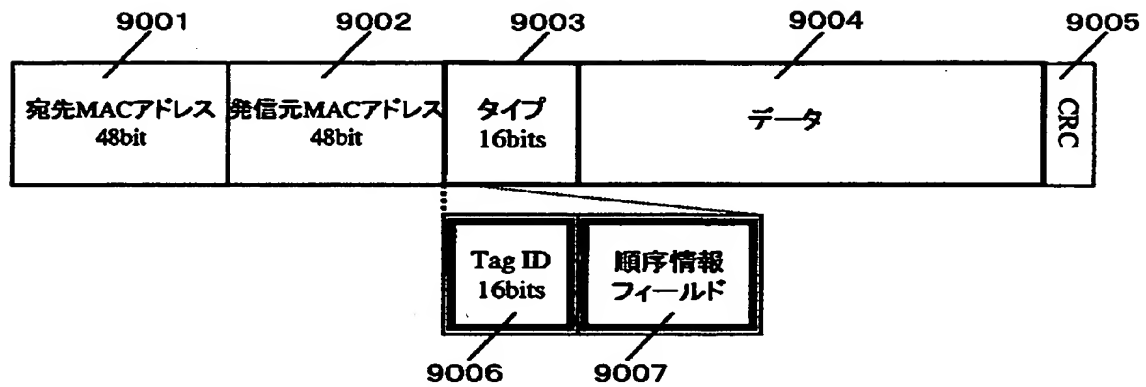 9001 9002 9003 9004 9005
宛先MACアドレス
48bit
発信元MACアドレス
48bit
タイプ
16bits
データ
CRC
Tag ID
16bits
順序情報
フィールド
9006 9007